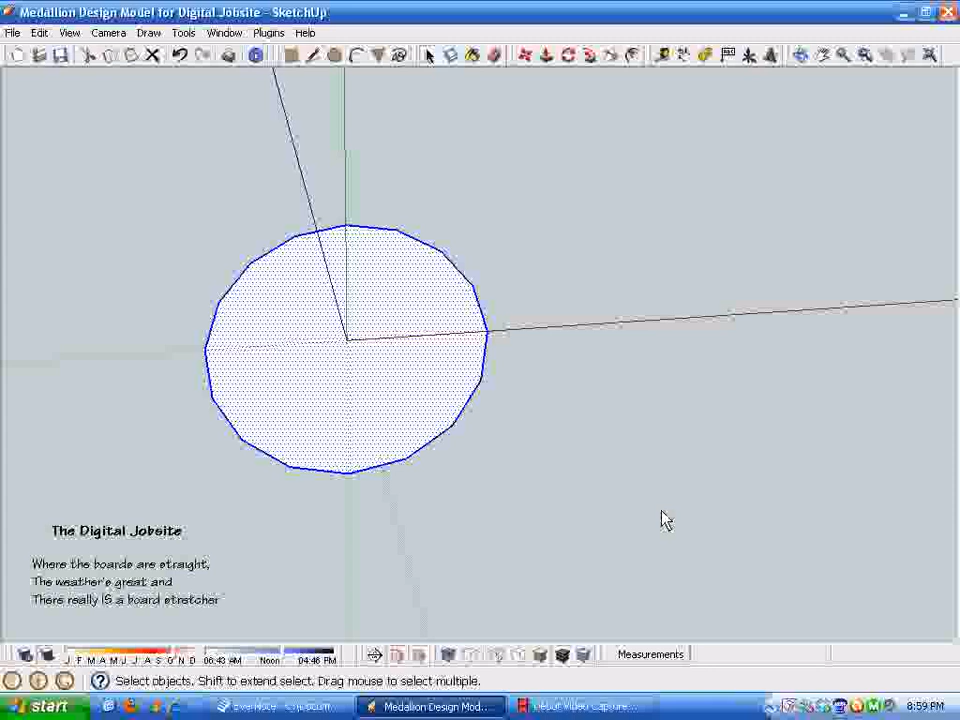 Medallion Design Model for Digital Jobsite - SketchUp
File Edit View Camera Draw Tools Window Plugins Help
The Digital Jobsite
Where the boards are straight,
The weather's great and
There really IS a board stretcher
J F M A M J J A S O N D 06:43 AM Noon 04:46 PM Measurements
Select objects. Shift to extend select. Drag mouse to select multiple.
start Medallion Design Mod... Debut Video Capture... 8:59 PM